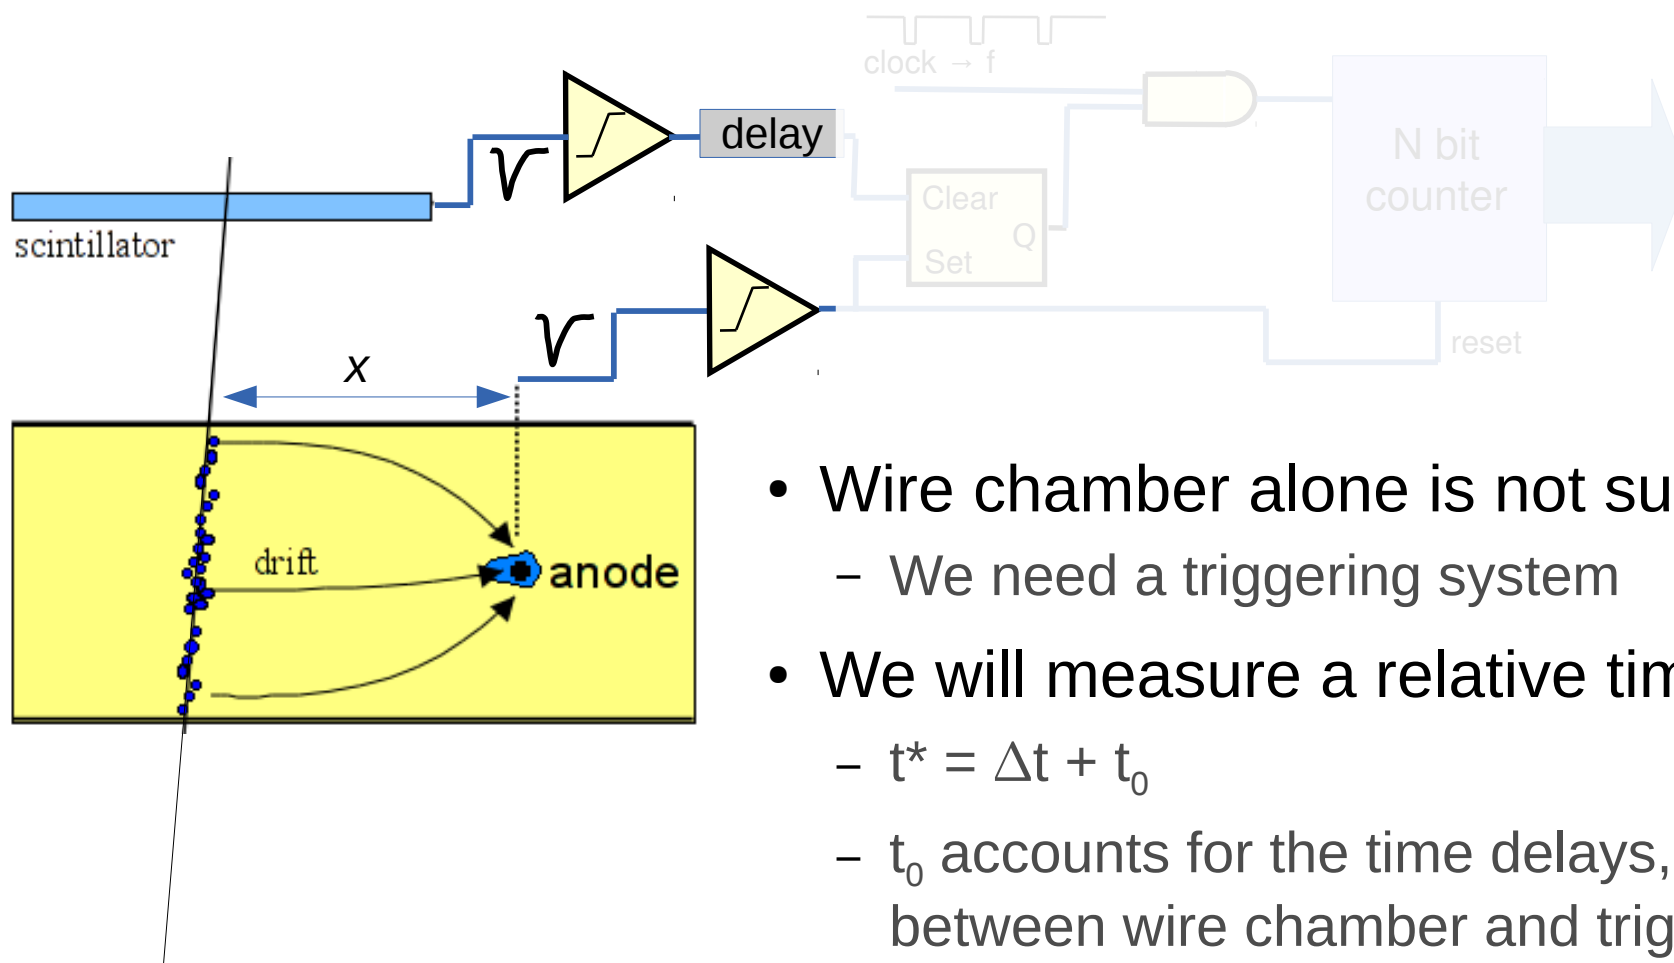 clock → f
delay
N bit
counter
Clear
Q
Set
scintillator
reset
x
drift
anode
• Wire chamber alone is not su
– We need a triggering system
• We will measure a relative tim
– t* = Δt + t₀
– t₀ accounts for the time delays,
between wire chamber and trig